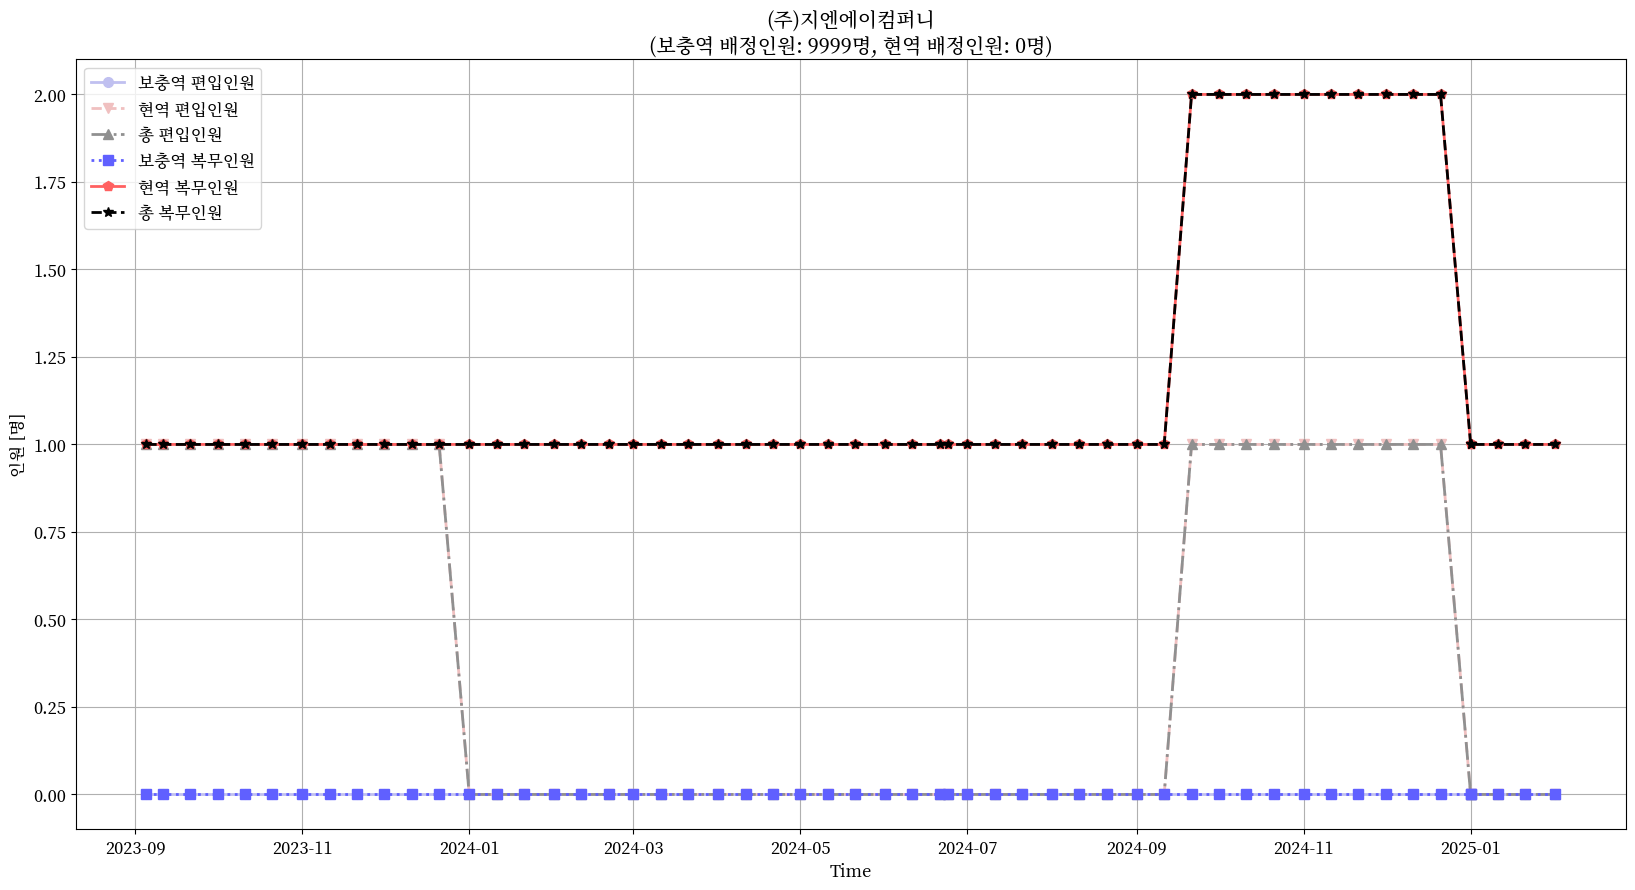 (주)지엔에이컴퍼니
(보충역 배정인원: 9999명, 현역 배정인원: 0명)
보충역 편입인원
현역 편입인원
총 편입인원
보충역 복무인원
현역 복무인원
총 복무인원
2.00
1.75
1.50
1.25
1.00
0.75
0.50
0.25
0.00
인원 [명]
2023-09 2023-11 2024-01 2024-03 2024-05 2024-07 2024-09 2024-11 2025-01
Time